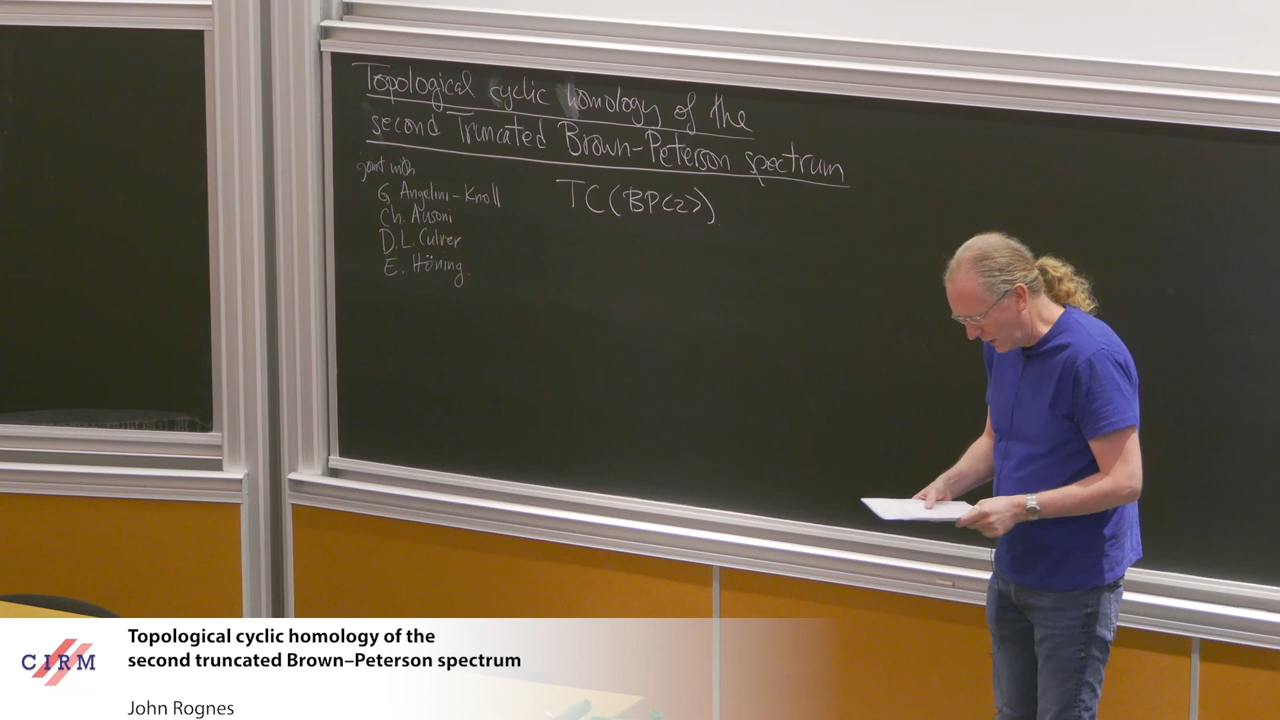 Topological cyclic homology of the
second Truncated Brown-Peterson spectrum
joint with
G. Angelini-Knoll
Ch. Ausoni
D.L. Culver
E. Höning.
TC(BP<2>)
CIRM
Topological cyclic homology of the
second truncated Brown–Peterson spectrum
John Rognes